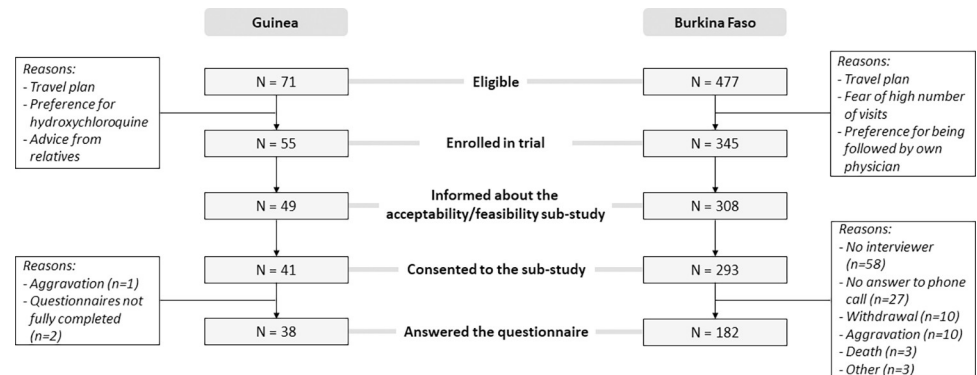 Guinea
Burkina Faso
Reasons:
- Travel plan
- Preference for
hydroxychloroquine
- Advice from
relatives
N = 71
Eligible
N = 477
Reasons:
- Travel plan
- Fear of high number
of visits
- Preference for being
followed by own
physician
N = 55
Enrolled in trial
N = 345
N = 49
Informed about the
acceptability/feasibility sub-study
N = 308
Reasons:
- Aggravation (n=1)
- Questionnaires not
fully completed
(n=2)
N = 41
Consented to the sub-study
N = 293
Reasons:
- No interviewer
(n=58)
- No answer to phone
call (n=27)
- Withdrawal (n=10)
- Aggravation (n=10)
- Death (n=3)
- Other (n=3)
N = 38
Answered the questionnaire
N = 182